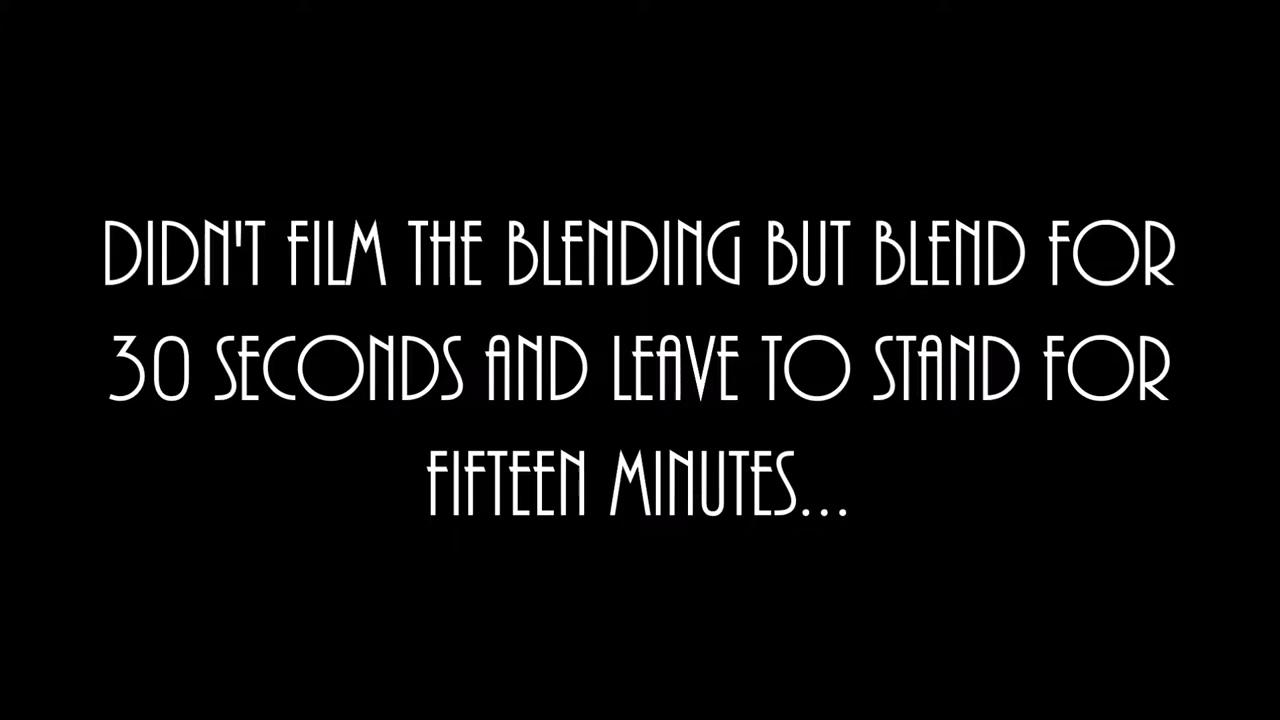 DIDN'T FILM THE BLENDING BUT BLEND FOR
30 SECONDS AND LEAVE TO STAND FOR
FIFTEEN MINUTES...